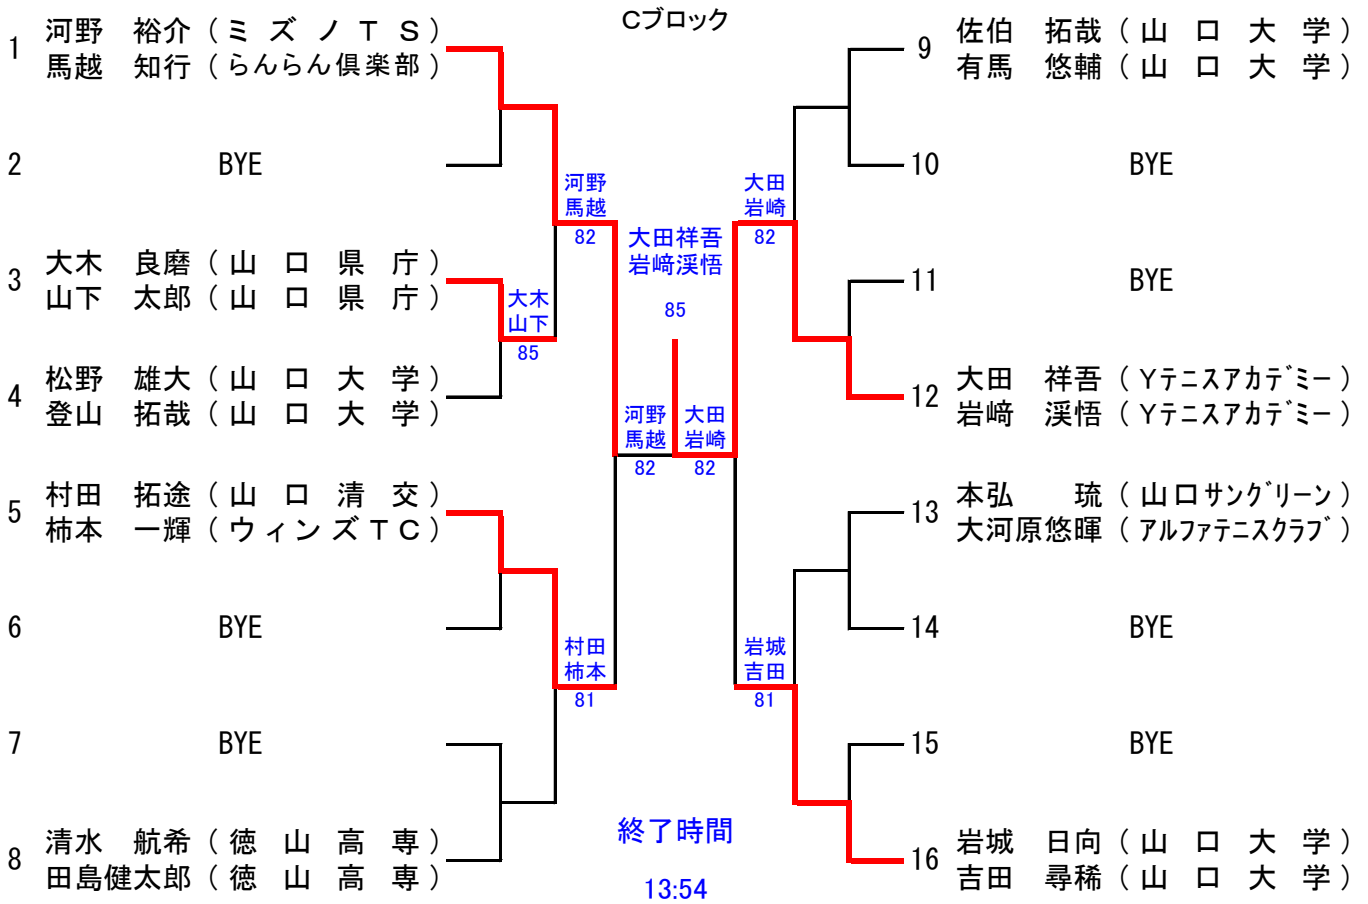 Cブロック
1 河野 裕介 (ミズノTS)
馬越 知行 (らんらん倶楽部)
2 BYE
3 大木 良磨 (山口県庁)
山下 太郎 (山口県庁)
4 松野 雄大 (山口大学)
登山 拓哉 (山口大学)
5 村田 拓途 (山口清交)
柿本 一輝 (ウィンズTC)
6 BYE
7 BYE
8 清水 航希 (徳山高専)
田島健太郎 (徳山高専)
大木
山下
85
河野
馬越
82
村田
柿本
81
河野
馬越
82
大田祥吾
岩﨑渓悟
85
大田
岩崎
82
大田
岩崎
82
岩城
吉田
81
終了時間
13:54
9 佐伯 拓哉 (山口大学)
有馬 悠輔 (山口大学)
10 BYE
11 BYE
12 大田 祥吾 (Yテニスアカデミー)
岩﨑 渓悟 (Yテニスアカデミー)
13 本弘 琉 (山口サングリーン)
大河原悠暉 (アルファテニスクラブ)
14 BYE
15 BYE
16 岩城 日向 (山口大学)
吉田 尋稀 (山口大学)